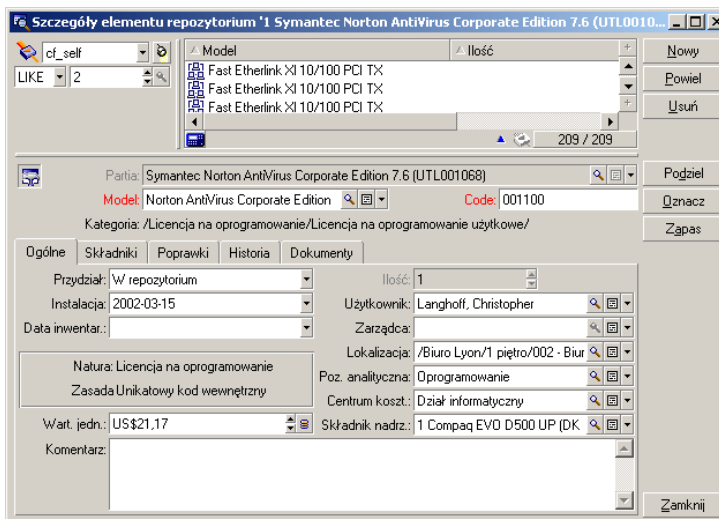 Szczegóły elementu repozytorium '1 Symantec Norton AntiVirus Corporate Edition 7.6 (UTL0010...
cf_self
LIKE 2
Model Ilość
Fast Etherlink XI 10/100 PCI TX
Fast Etherlink XI 10/100 PCI TX
Fast Etherlink XI 10/100 PCI TX
209 / 209
Nowy
Powiel
Usuń
Partia: Symantec Norton AntiVirus Corporate Edition 7.6 (UTL001068)
Model: Norton AntiVirus Corporate Edition Code: 001100
Kategoria: /Licencja na oprogramowanie/Licencja na oprogramowanie użytkowe/
Podziel
Oznacz
Zapas
Ogólne Składniki Poprawki Historia Dokumenty
Przydział: W repozytorium Ilość: 1
Instalacja: 2002-03-15 Użytkownik: Langhoff, Christopher
Data inwentar.: Zarządca:
Lokalizacja: /Biuro Lyon/1 piętro/002 - Biur
Natura: Licencja na oprogramowanie Poz. analityczna: Oprogramowanie
Zasada Unikatowy kod wewnętrzny Centrum koszt.: Dział informatyczny
Wart. jedn.: US$21,17 Składnik nadrz.: 1 Compaq EVO D500 UP (DK
Komentarz:
Zamknij